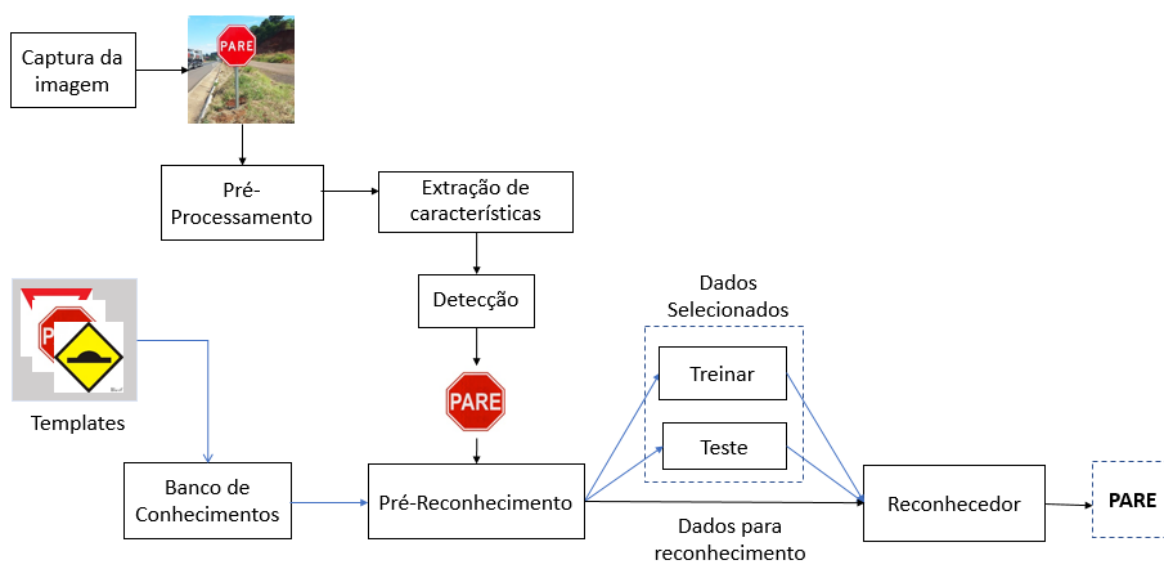 Captura da
imagem
PARE
Pré-
Processamento
Extração de
características
Detecção
Dados
Selecionados
Treinar
Teste
PARE
Templates
Banco de
Conhecimentos
Pré-Reconhecimento
Dados para
reconhecimento
Reconhecedor
PARE